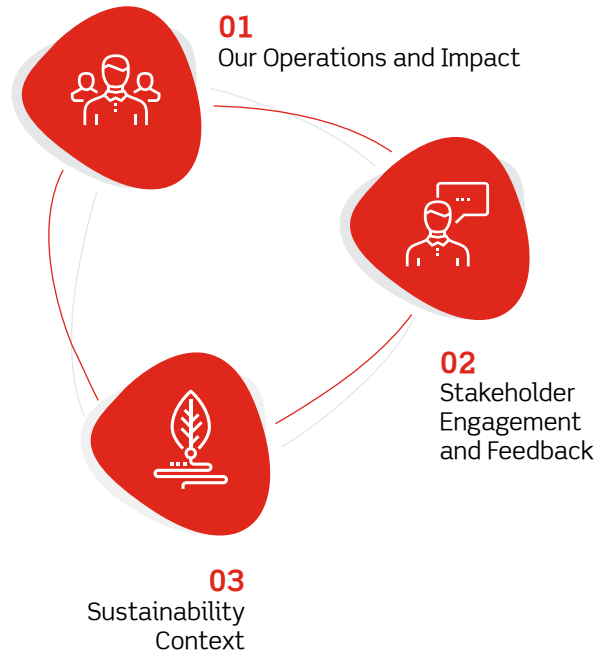 01
Our Operations and Impact
02
Stakeholder
Engagement
and Feedback
03
Sustainability
Context